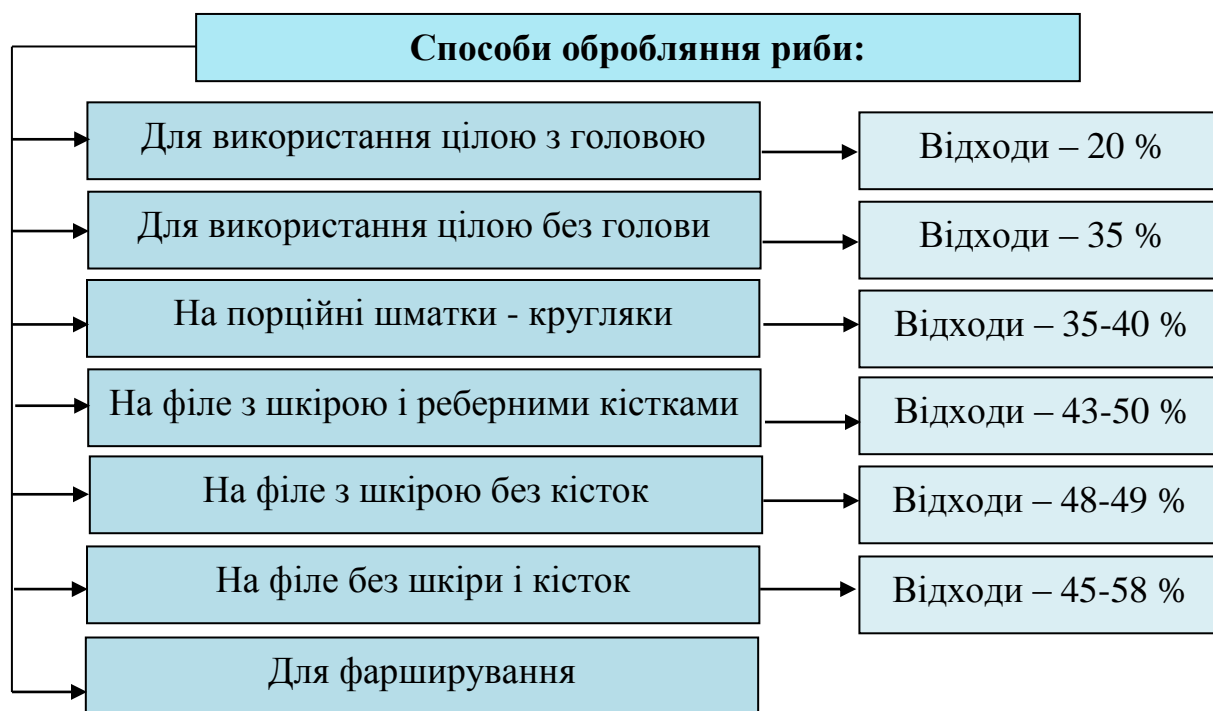 Способи обробляння риби:
Для використання цілою з головою
Відходи – 20 %
Для використання цілою без голови
Відходи – 35 %
На порційні шматки - кругляки
Відходи – 35-40 %
На філе з шкірою і реберними кістками
Відходи – 43-50 %
На філе з шкірою без кісток
Відходи – 48-49 %
На філе без шкіри і кісток
Відходи – 45-58 %
Для фарширування